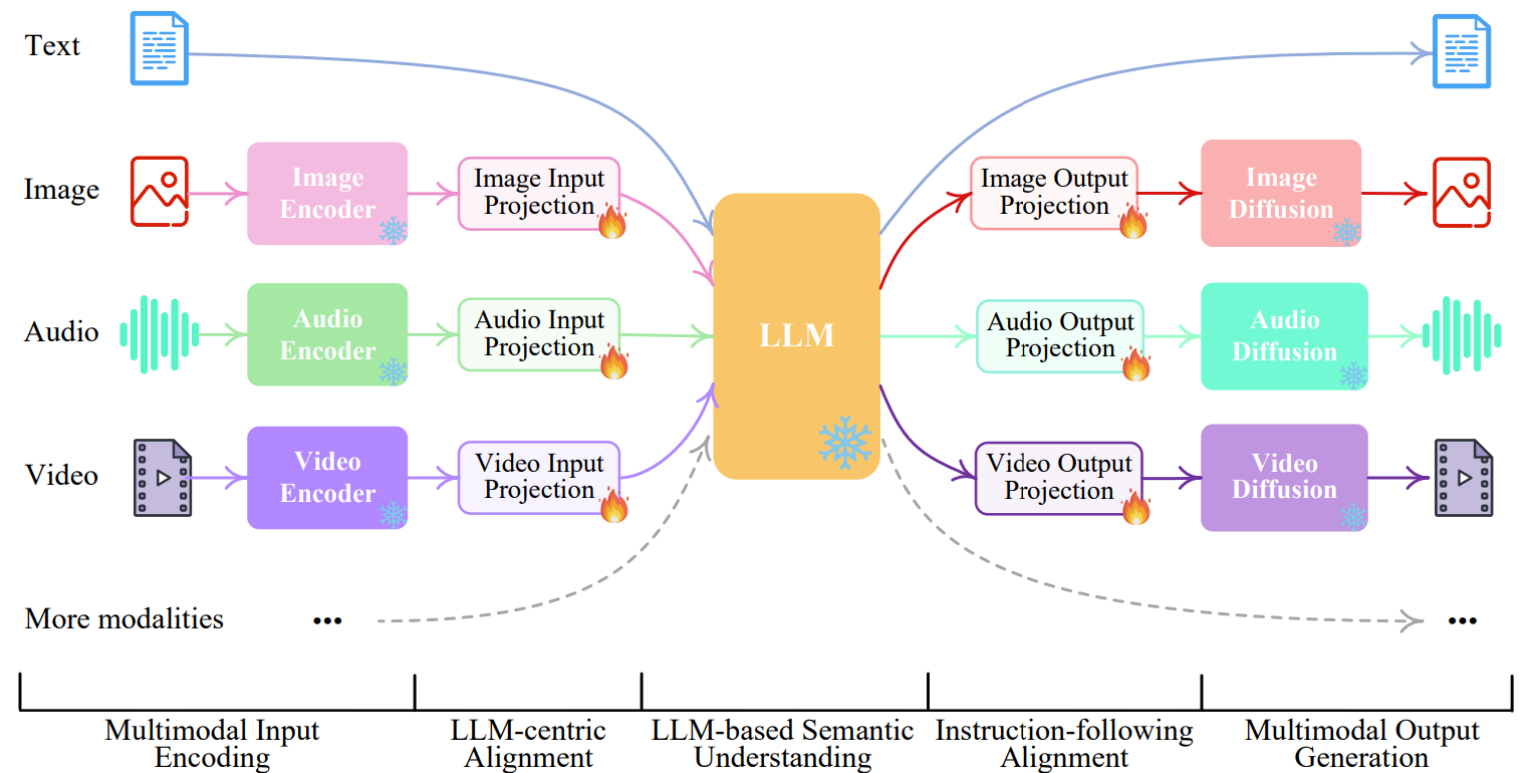 Text
Image
Image
Encoder
Image Input
Projection
Image Output
Projection
Image
Diffusion
Audio
Audio
Encoder
Audio Input
Projection
LLM
Audio Output
Projection
Audio
Diffusion
Video
Video
Encoder
Video Input
Projection
Video Output
Projection
Video
Diffusion
More modalities
•••
•••
Multimodal Input
Encoding
LLM-centric
Alignment
LLM-based Semantic
Understanding
Instruction-following
Alignment
Multimodal Output
Generation